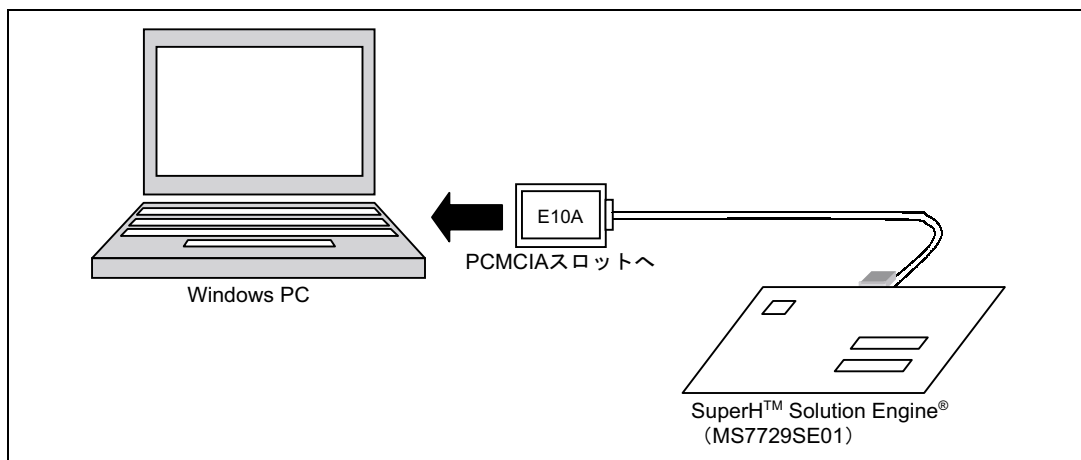 E10A
PCMCIAスロットへ
Windows PC
SuperH™ Solution Engine®
（MS7729SE01）